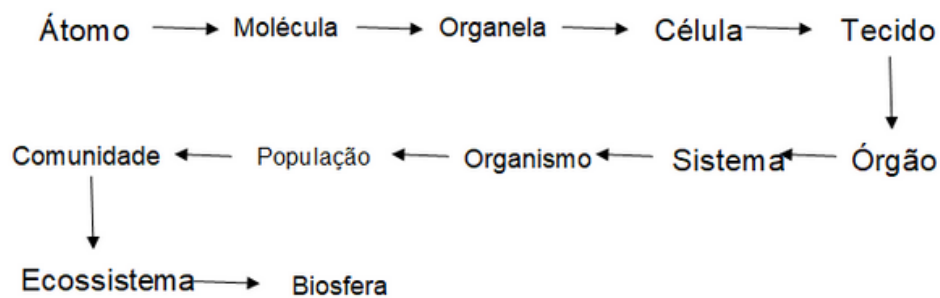 Átomo Molécula Organela Célula Tecido
Comunidade População Organismo Sistema Órgão
Ecossistema Biosfera